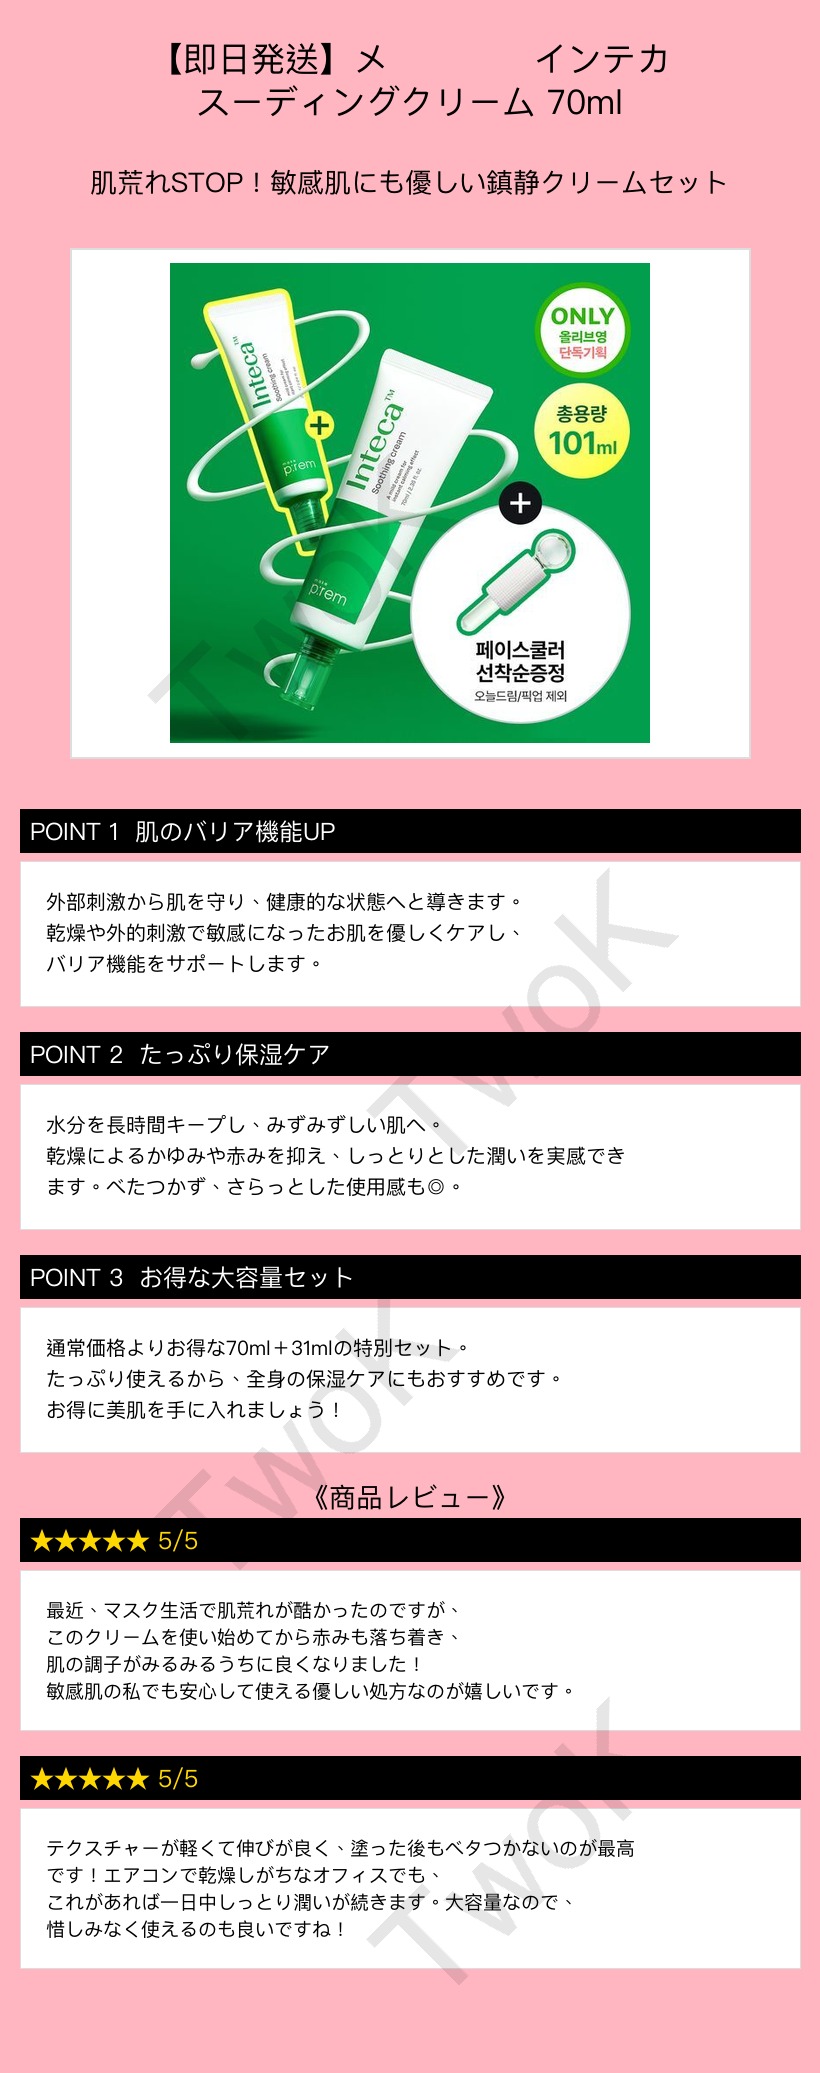 【即日発送】メ　　　　インテカ
スーディングクリーム 70ml
肌荒れSTOP！敏感肌にも優しい鎮静クリームセット
Inteca™
Soothing cream
make
p:rem
+
Inteca™
Soothing cream
A mild cream for
instant calming effect
70ml / 2.36 fl. oz.
make
p:rem
ONLY
올리브영
단독기획
총용량
101ml
+
페이스쿨러
선착순증정
오늘드림/픽업 제외
TwoK
POINT 1 肌のバリア機能UP
外部刺激から肌を守り、健康的な状態へと導きます。
乾燥や外的刺激で敏感になったお肌を優しくケアし、
バリア機能をサポートします。
TwoK
POINT 2 たっぷり保湿ケア
水分を長時間キープし、みずみずしい肌へ。
乾燥によるかゆみや赤みを抑え、しっとりとした潤いを実感でき
ます。べたつかず、さらっとした使用感も◎。
POINT 3 お得な大容量セット
通常価格よりお得な70ml＋31mlの特別セット。
たっぷり使えるから、全身の保湿ケアにもおすすめです。
お得に美肌を手に入れましょう！
TwoK
《商品レビュー》
★★★★★ 5/5
最近、マスク生活で肌荒れが酷かったのですが、
このクリームを使い始めてから赤みも落ち着き、
肌の調子がみるみるうちに良くなりました！
敏感肌の私でも安心して使える優しい処方なのが嬉しいです。
★★★★★ 5/5
テクスチャーが軽くて伸びが良く、塗った後もベタつかないのが最高
です！エアコンで乾燥しがちなオフィスでも、
これがあれば一日中しっとり潤いが続きます。大容量なので、
惜しみなく使えるのも良いですね！
TwoK